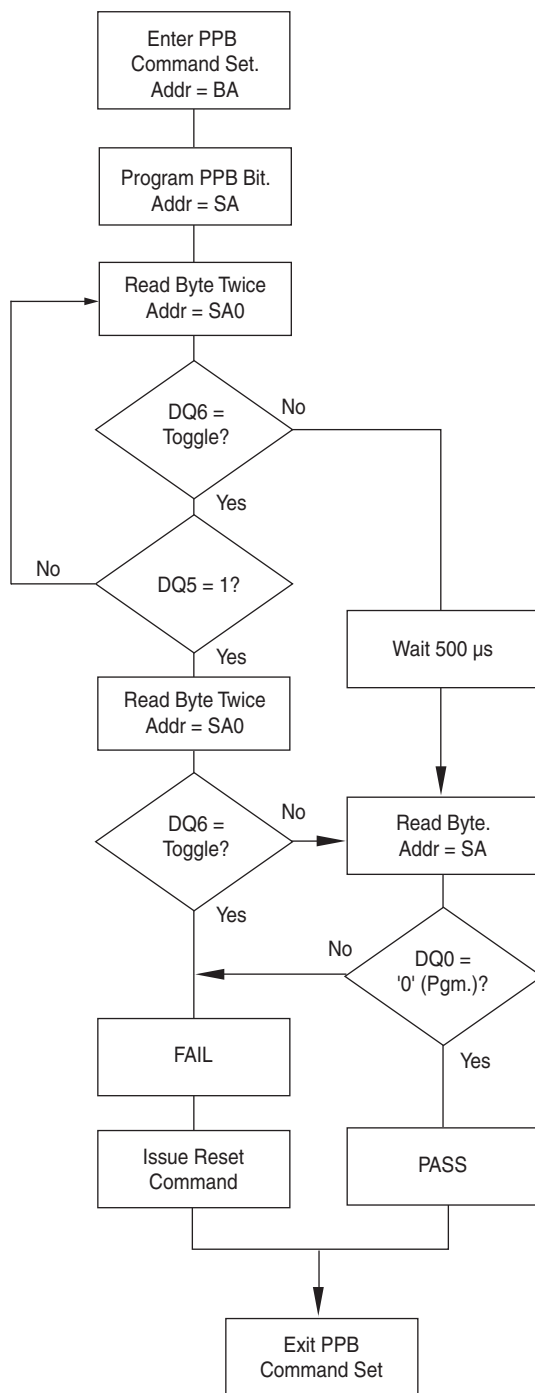 Enter PPB
Command Set.
Addr = BA
Program PPB Bit.
Addr = SA
Read Byte Twice
Addr = SA0
DQ6 =
Toggle?
No
Yes
DQ5 = 1?
No
Yes
Wait 500 µs
Read Byte Twice
Addr = SA0
DQ6 =
Toggle?
No
Yes
Read Byte.
Addr = SA
DQ0 =
'0' (Pgm.)?
No
Yes
FAIL
Issue Reset
Command
PASS
Exit PPB
Command Set